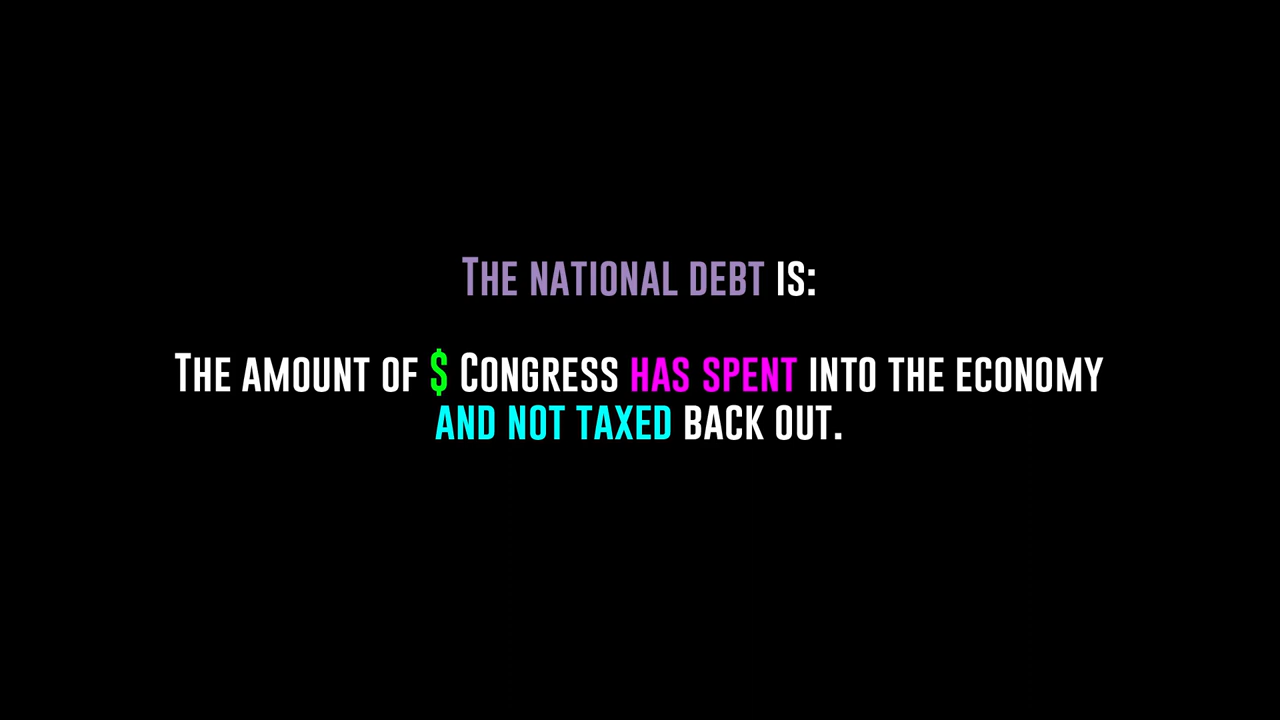 The national debt is:
The amount of $ Congress has spent into the economy
and not taxed back out.